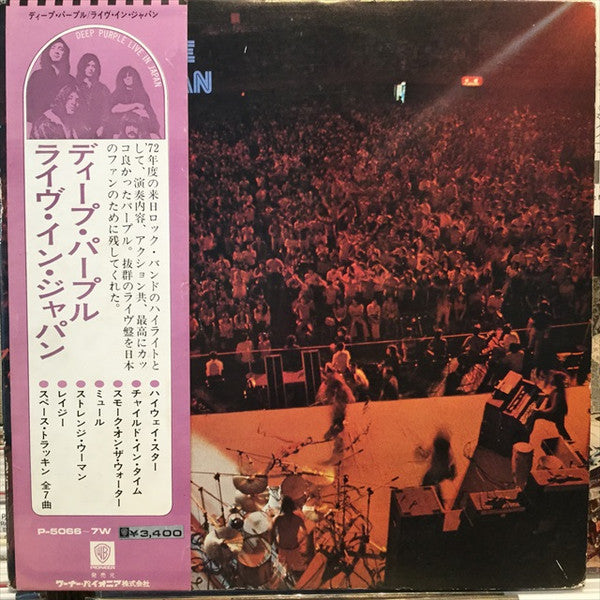 ディープ・パープル/ライヴ・イン・ジャパン
DEEP PURPLE LIVE IN JAPAN
ディープ・パープル
ライヴ・イン・ジャパン
'72年度の来日ロック・バンドのハイライトと
して、演奏内容、アクション共、最高にカッ
コ良かったパープル。抜群のライヴ盤を日本
のファンのために残してくれた。
●ハイウェイ・スター
●チャイルド・イン・タイム
●スモーク・オン・ザ・ウォーター
●ミュール
●ストレンジ・ウーマン
●レイジー
●スペース・トラッキン 全7曲
P-5066~7W
¥3,400
PIONEER
発売元
ワーナー・パイオニア株式会社
E
AN